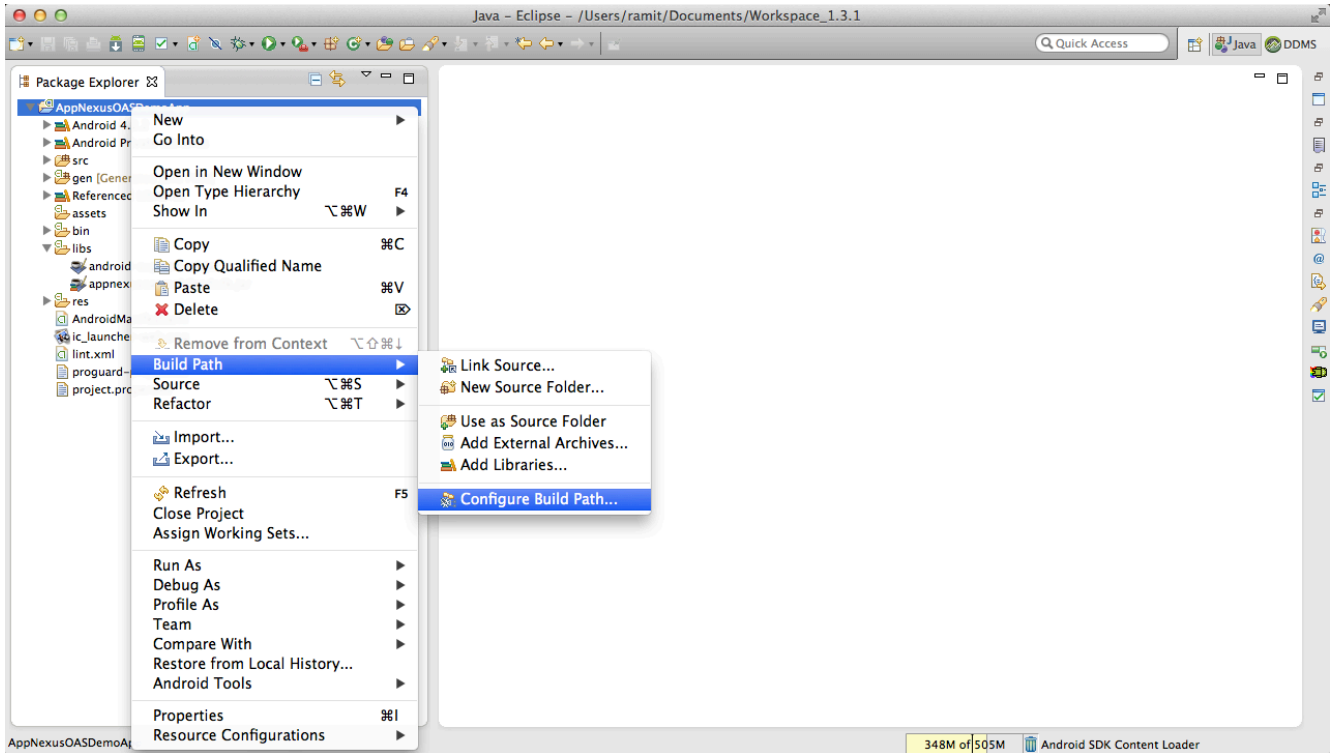 Java – Eclipse – /Users/ramit/Documents/Workspace_1.3.1
Quick Access
Java
DDMS
Package Explorer
AppNexusOASDemoApp
Android 4.
Android Pr
src
gen [Gener
Referenced
assets
bin
libs
android
appnex
res
AndroidMa
ic_launche
lint.xml
proguard-
project.pro
New
Go Into
Open in New Window
Open Type Hierarchy F4
Show In ⌥⌘W
Copy ⌘C
Copy Qualified Name
Paste ⌘V
Delete ⌦
Remove from Context ⌥⇧⌘↓
Build Path
Source ⌥⌘S
Refactor ⌥⌘T
Import...
Export...
Refresh F5
Close Project
Assign Working Sets...
Run As
Debug As
Profile As
Team
Compare With
Restore from Local History...
Android Tools
Properties ⌘I
Resource Configurations
Link Source...
New Source Folder...
Use as Source Folder
Add External Archives...
Add Libraries...
Configure Build Path...
AppNexusOASDemoAp
348M of 505M
Android SDK Content Loader